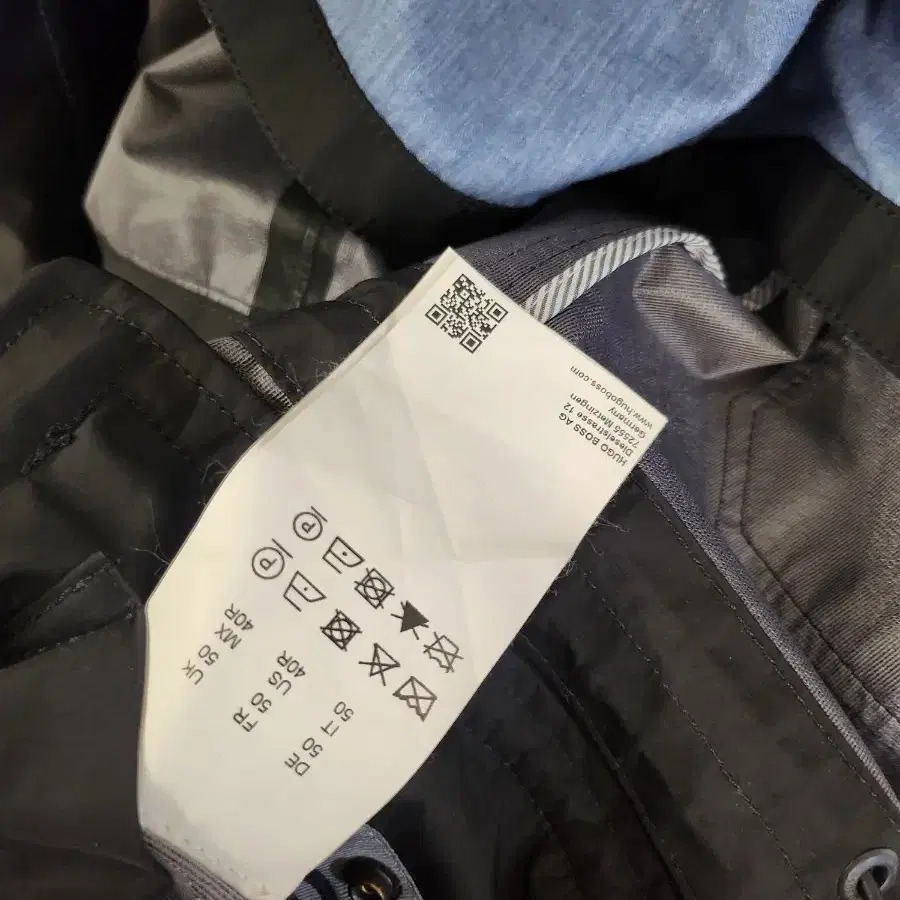 DE FR UK
50 50 50
IT US MX
50 40R 40R
P
P
HUGO BOSS AG
Dieselstrasse 12
72555 Metzingen
Germany
www.hugoboss.com